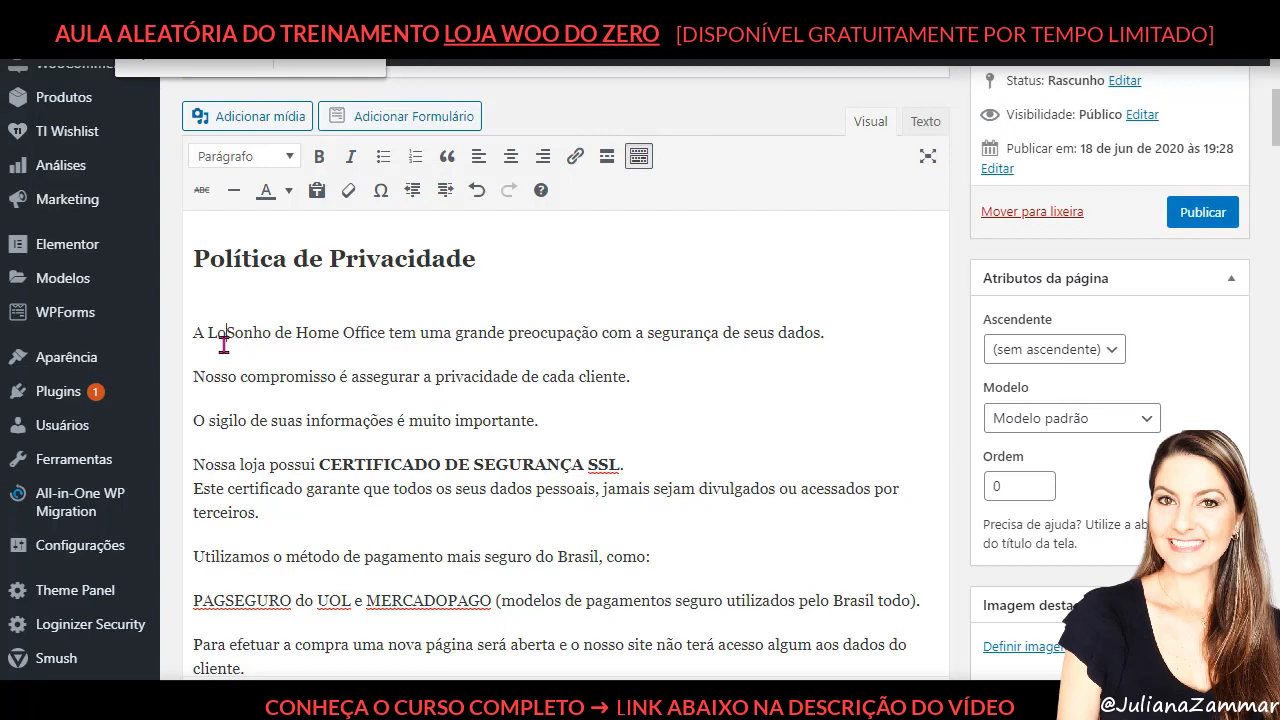 AULA ALEATÓRIA DO TREINAMENTO LOJA WOO DO ZERO [DISPONÍVEL GRATUITAMENTE POR TEMPO LIMITADO]
Produtos
TI Wishlist
Análises
Marketing
Elementor
Modelos
WPForms
Aparência
Plugins 1
Usuários
Ferramentas
All-in-One WP
Migration
Configurações
Theme Panel
Loginizer Security
Smush
Adicionar mídia
Adicionar Formulário
Visual
Texto
Parágrafo
ABC
A
Política de Privacidade
A LoSonho de Home Office tem uma grande preocupação com a segurança de seus dados.
Nosso compromisso é assegurar a privacidade de cada cliente.
O sigilo de suas informações é muito importante.
Nossa loja possui CERTIFICADO DE SEGURANÇA SSL.
Este certificado garante que todos os seus dados pessoais, jamais sejam divulgados ou acessados por
terceiros.
Utilizamos o método de pagamento mais seguro do Brasil, como:
PAGSEGURO do UOL e MERCADOPAGO (modelos de pagamentos seguro utilizados pelo Brasil todo).
Para efetuar a compra uma nova página será aberta e o nosso site não terá acesso algum aos dados do
cliente.
Status: Rascunho Editar
Visibilidade: Público Editar
Publicar em: 18 de jun de 2020 às 19:28
Editar
Mover para lixeira
Publicar
Atributos da página
Ascendente
(sem ascendente)
Modelo
Modelo padrão
Ordem
0
Precisa de ajuda? Utilize a
do título da tela.
Imagem
Definir
@JulianaZammar
CONHEÇA O CURSO COMPLETO ➜ LINK ABAIXO NA DESCRIÇÃO DO VÍDEO